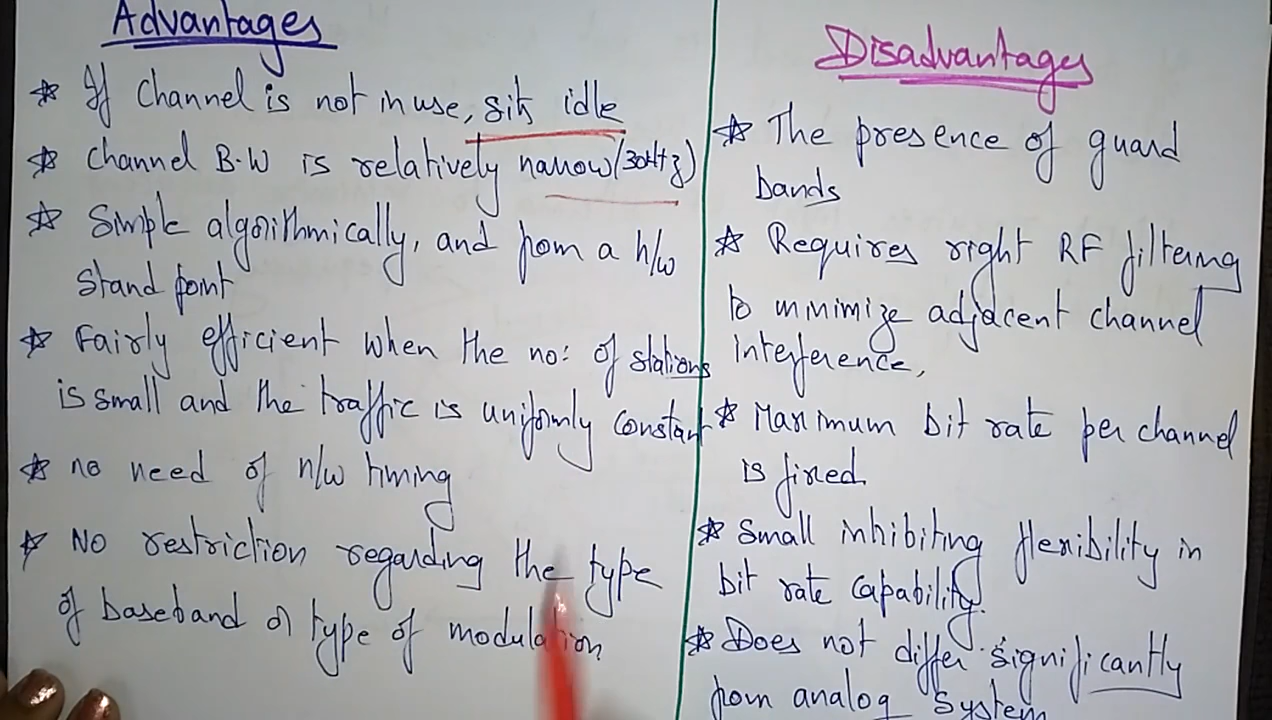 Advantages
☆ If channel is not in use, sits idle
☆ Channel B.W is relatively narrow (30kHz)
☆ Simple algorithmically, and from a h/w
stand point
☆ Fairly efficient when the no: of stations
is small and the traffic is uniformly constant
☆ no need of n/w timing
☆ No restriction regarding the type
of baseband or type of modulation
Disadvantages
☆ The presence of guard
bands
☆ Requires right RF filtering
to minimize adjacent channel
interference,
☆ Maximum bit rate per channel
is fixed
☆ Small inhibiting flexibility in
bit rate capability.
☆ Does not differ significantly
from analog system